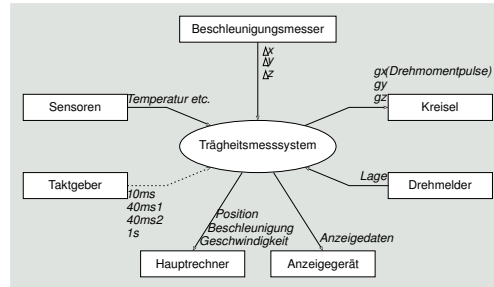 Beschleunigungsmesser
Δx
Δy
Δz
gx(Drehmomentpulse)
gy
gz
Sensoren
Temperatur etc.
Kreisel
Trägheitsmesssystem
Taktgeber
10ms
40ms1
40ms2
1s
Lage
Drehmelder
Position
Beschleunigung
Geschwindigkeit
Anzeigedaten
Hauptrechner
Anzeigegerät